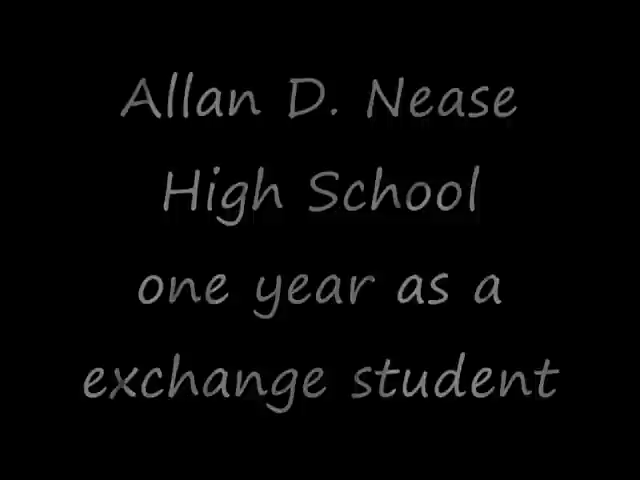 Allan D. Nease
High School
one year as a
exchange student